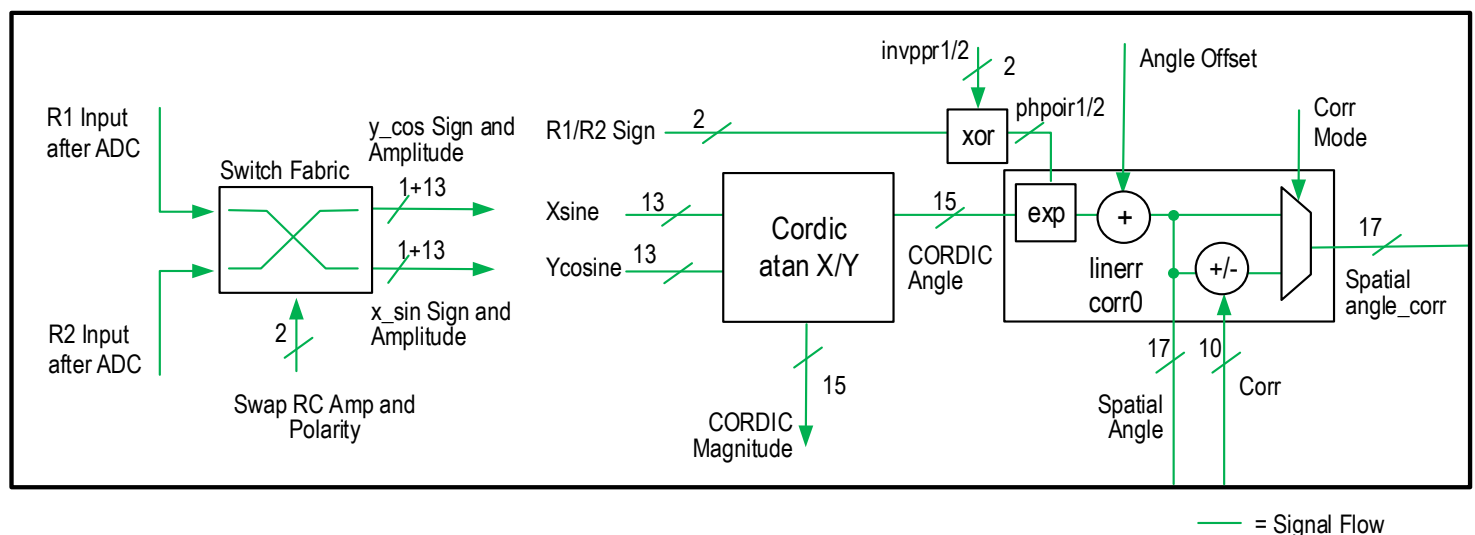 R1 Input
after ADC
R2 Input
after ADC
Switch Fabric
2
Swap RC Amp and
Polarity
y_cos Sign and
Amplitude
1+13
1+13
x_sin Sign and
Amplitude
R1/R2 Sign
2
invppr1/2
2
xor
phpoir1/2
Xsine
13
Ycosine
13
Cordic
atan X/Y
15
CORDIC
Magnitude
15
CORDIC
Angle
exp
Angle Offset
+
linerr
corr0
+/-
Corr
Mode
17
Spatial
angle_corr
17
Spatial
Angle
10
Corr
= Signal Flow